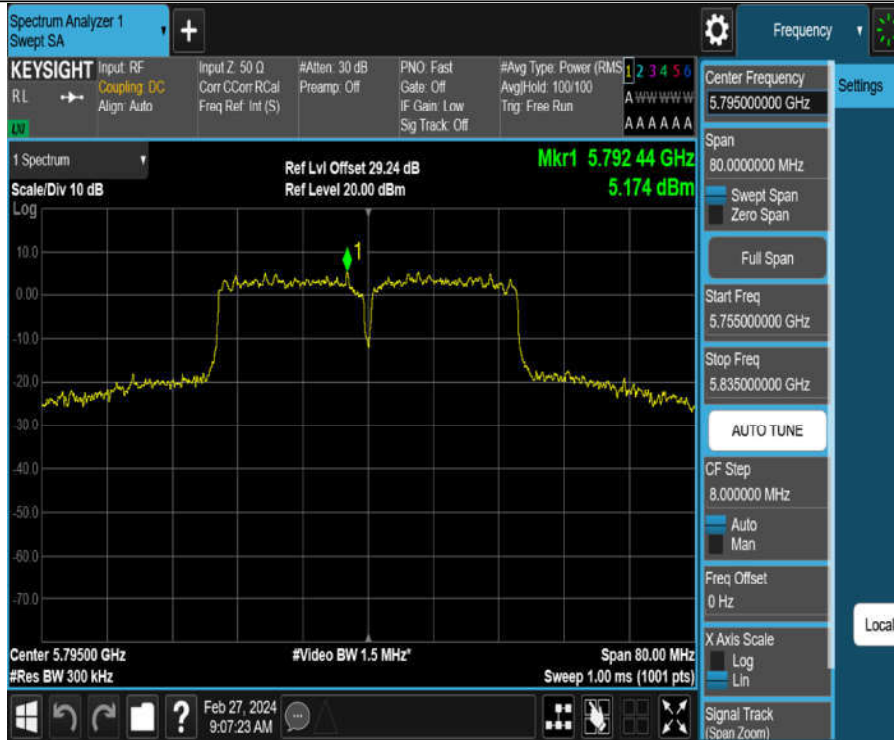 Spectrum Analyzer 1
Swept SA
+
Frequency
KEYSIGHT
RL
LXI
Input: RF
Coupling: DC
Align: Auto
Input Z: 50 Ω
Corr CCorr RCal
Freq Ref: Int (S)
#Atten: 30 dB
Preamp: Off
PNO: Fast
Gate: Off
IF Gain: Low
Sig Track: Off
#Avg Type: Power (RMS
Avg|Hold: 100/100
Trig: Free Run
1 2 3 4 5 6
A W W W W W
A A A A A A
1 Spectrum
Scale/Div 10 dB
Log
Ref Lvl Offset 29.24 dB
Ref Level 20.00 dBm
Mkr1 5.792 44 GHz
5.174 dBm
1
10.0
0.00
-10.0
-20.0
-30.0
-40.0
-50.0
-60.0
-70.0
Center 5.79500 GHz
#Res BW 300 kHz
#Video BW 1.5 MHz*
Span 80.00 MHz
Sweep 1.00 ms (1001 pts)
Center Frequency
5.795000000 GHz
Settings
Span
80.0000000 MHz
Swept Span
Zero Span
Full Span
Start Freq
5.755000000 GHz
Stop Freq
5.835000000 GHz
AUTO TUNE
CF Step
8.000000 MHz
Auto
Man
Freq Offset
0 Hz
X Axis Scale
Log
Lin
Local
Signal Track
(Span Zoom)
?
Feb 27, 2024
9:07:23 AM